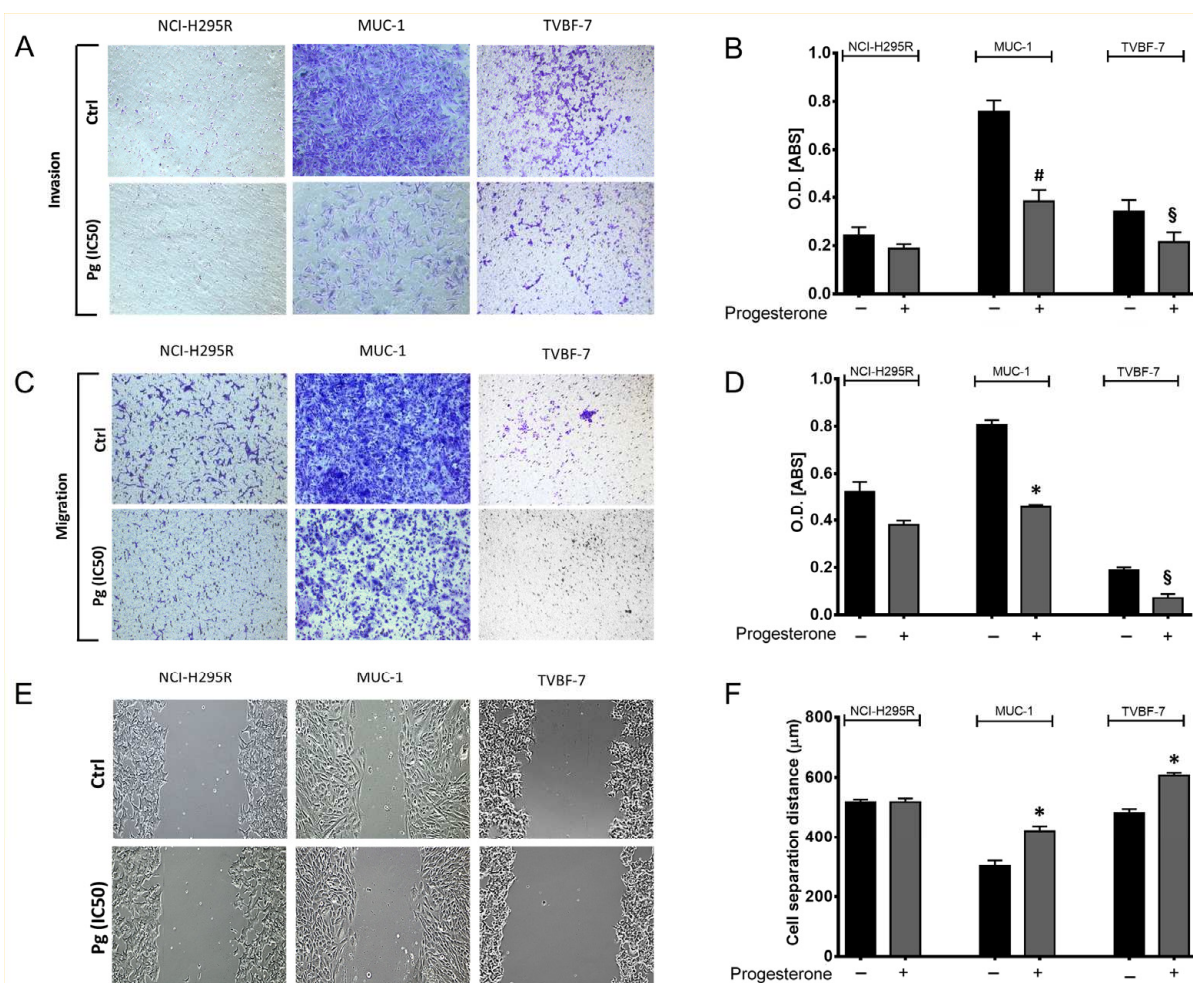 A
NCI-H295R MUC-1 TVBF-7
Invasion
Ctrl
Pg (IC50)
B
NCI-H295R MUC-1 TVBF-7
1.0
0.8
0.6
0.4
0.2
0.0
O.D. [ABS]
#
§
Progesterone – + – + – +
C
NCI-H295R MUC-1 TVBF-7
Migration
Ctrl
Pg (IC50)
D
NCI-H295R MUC-1 TVBF-7
1.0
0.8
0.6
0.4
0.2
0.0
O.D. [ABS]
*
§
Progesterone – + – + – +
E
NCI-H295R MUC-1 TVBF-7
Ctrl
Pg (IC50)
F
NCI-H295R MUC-1 TVBF-7
800
600
400
200
0
Cell separation distance (µm)
*
*
Progesterone – + – + – +